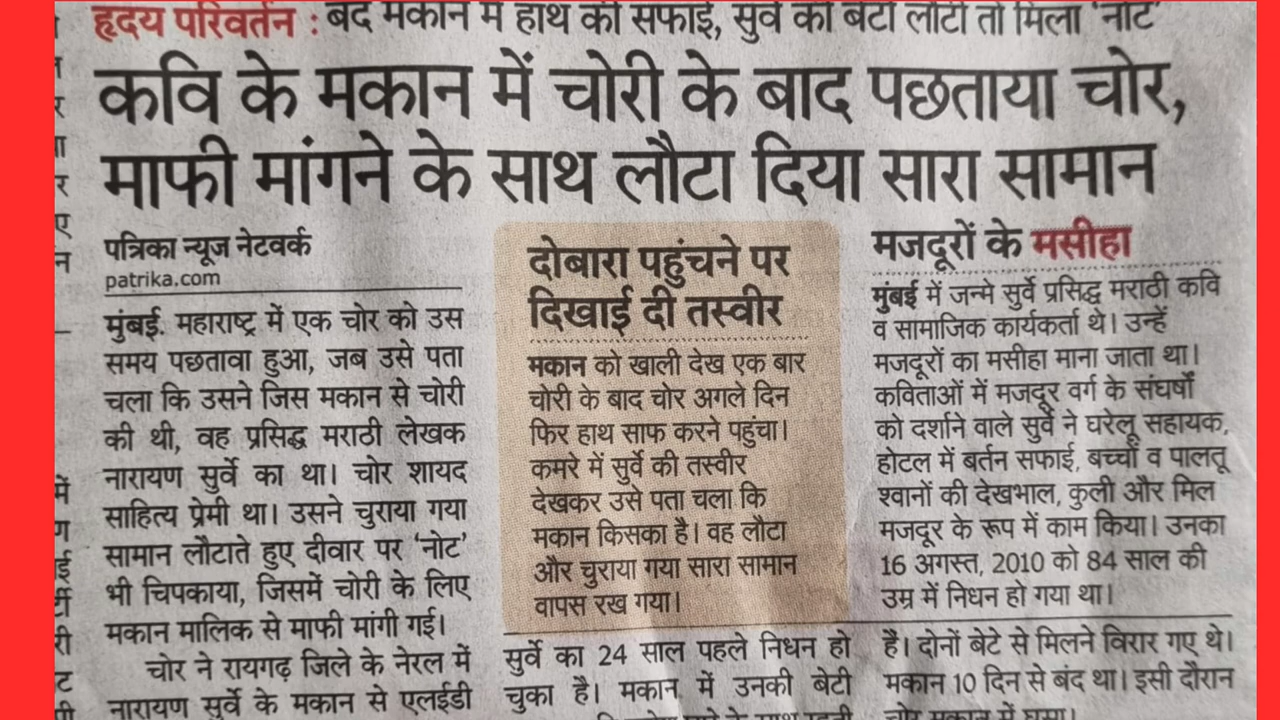 हृदय परिवर्तन : बंद मकान में हाथ की सफाई, सुर्वे की बेटी लौटी तो मिला 'नोट'
कवि के मकान में चोरी के बाद पछताया चोर,
माफी मांगने के साथ लौटा दिया सारा सामान
पत्रिका न्यूज नेटवर्क
patrika.com
मुंबई. महाराष्ट्र में एक चोर को उस
समय पछतावा हुआ, जब उसे पता
चला कि उसने जिस मकान से चोरी
की थी, वह प्रसिद्ध मराठी लेखक
नारायण सुर्वे का था। चोर शायद
साहित्य प्रेमी था। उसने चुराया गया
सामान लौटाते हुए दीवार पर 'नोट'
भी चिपकाया, जिसमें चोरी के लिए
मकान मालिक से माफी मांगी गई।
चोर ने रायगढ़ जिले के नेरल में
नारायण सुर्वे के मकान से एलईडी
दोबारा पहुंचने पर
दिखाई दी तस्वीर
मकान को खाली देख एक बार
चोरी के बाद चोर अगले दिन
फिर हाथ साफ करने पहुंचा।
कमरे में सुर्वे की तस्वीर
देखकर उसे पता चला कि
मकान किसका है। वह लौटा
और चुराया गया सारा सामान
वापस रख गया।
सुर्वे का 24 साल पहले निधन हो
चुका है। मकान में उनकी बेटी
मजदूरों के मसीहा
मुंबई में जन्मे सुर्वे प्रसिद्ध मराठी कवि
व सामाजिक कार्यकर्ता थे। उन्हें
मजदूरों का मसीहा माना जाता था।
कविताओं में मजदूर वर्ग के संघर्षों
को दर्शाने वाले सुर्वे ने घरेलू सहायक,
होटल में बर्तन सफाई, बच्चों व पालतू
श्वानों की देखभाल, कुली और मिल
मजदूर के रूप में काम किया। उनका
16 अगस्त, 2010 को 84 साल की
उम्र में निधन हो गया था।
है। दोनों बेटे से मिलने विरार गए थे।
मकान 10 दिन से बंद था। इसी दौरान
चोर मकान में घुसा।